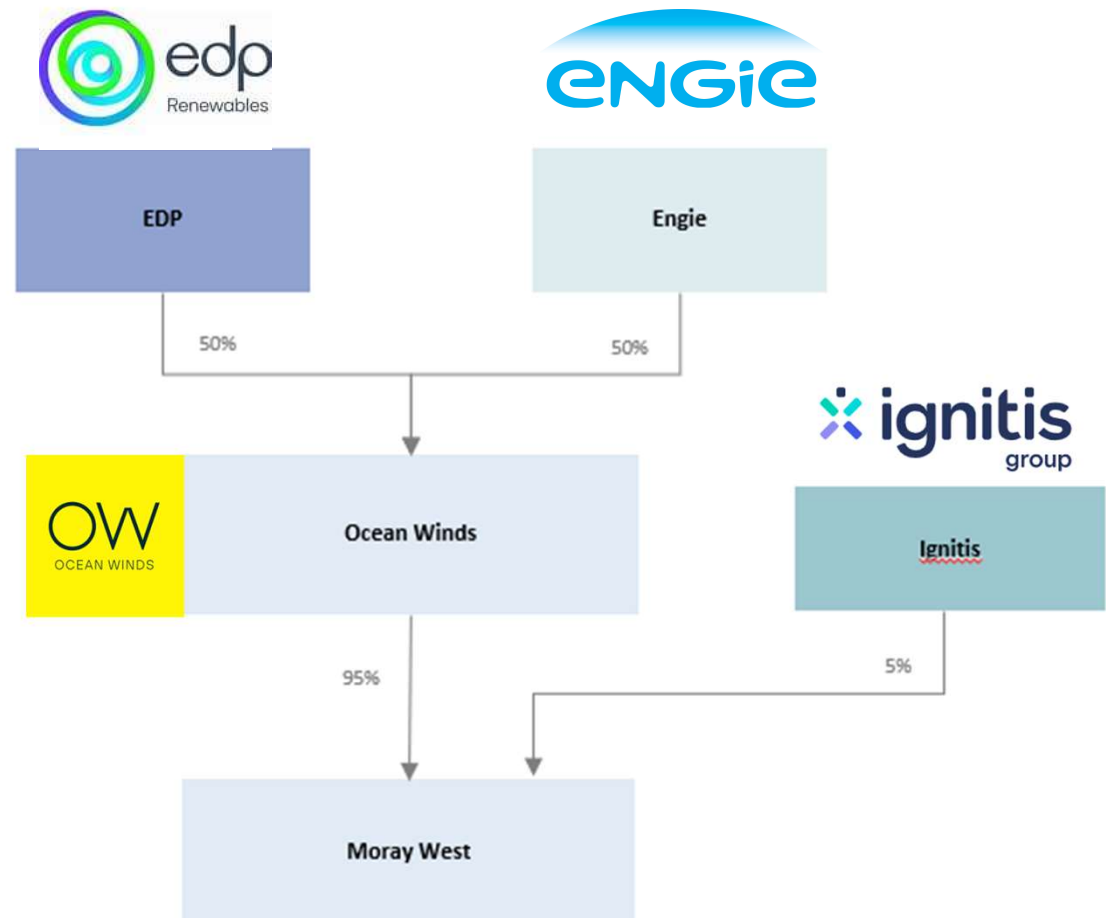 edp
Renewables
ENGIE
EDP
Engie
50%
50%
ignitis
group
OW
OCEAN WINDS
Ocean Winds
Ignitis
95%
5%
Moray West